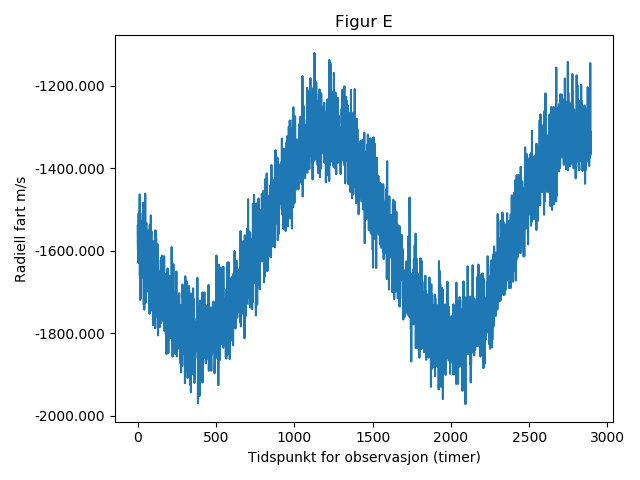 Figur E
-1200.000
-1400.000
-1600.000
-1800.000
-2000.000
Radiell fart m/s
0 500 1000 1500 2000 2500 3000
Tidspunkt for observasjon (timer)